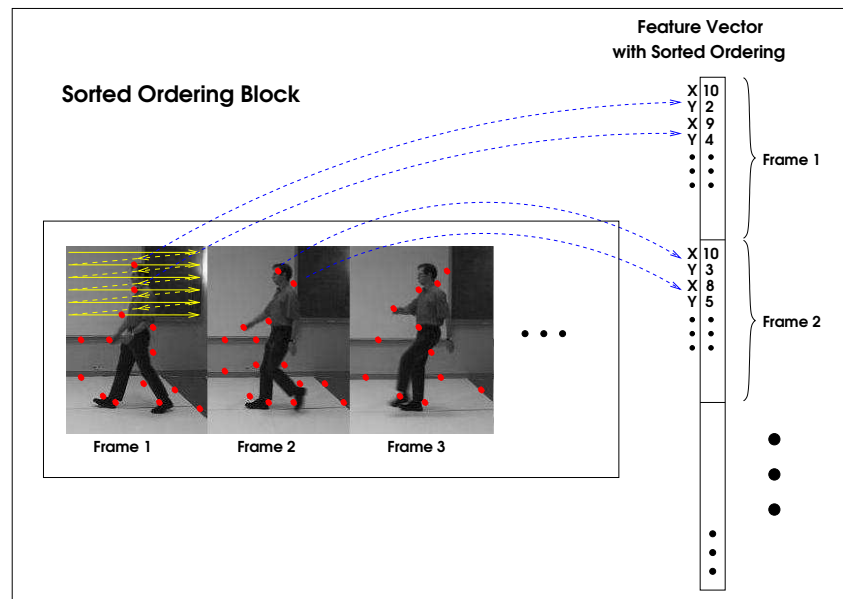 Feature Vector
with Sorted Ordering
Sorted Ordering Block
X 10
Y 2
X 9
Y 4
Frame 1
X 10
Y 3
X 8
Y 5
Frame 2
Frame 1 Frame 2 Frame 3